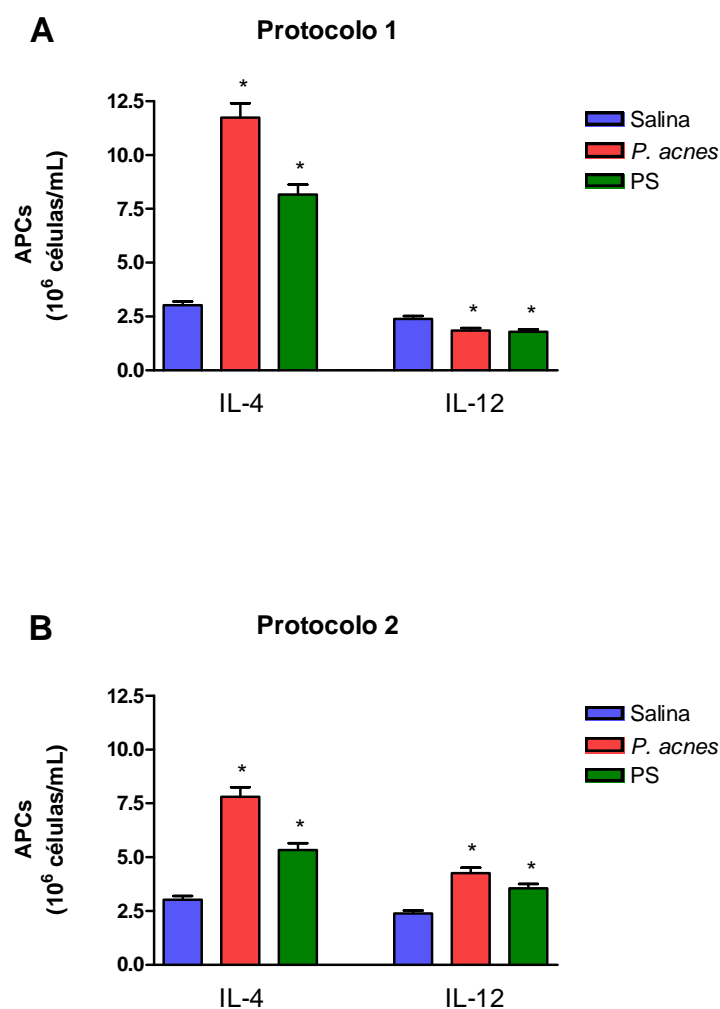 A
Protocolo 1
APCs
(10⁶ células/mL)
12.5
10.0
7.5
5.0
2.5
0.0
*
*
*
*
IL-4
IL-12
Salina
P. acnes
PS
B
Protocolo 2
APCs
(10⁶ células/mL)
12.5
10.0
7.5
5.0
2.5
0.0
*
*
*
*
IL-4
IL-12
Salina
P. acnes
PS